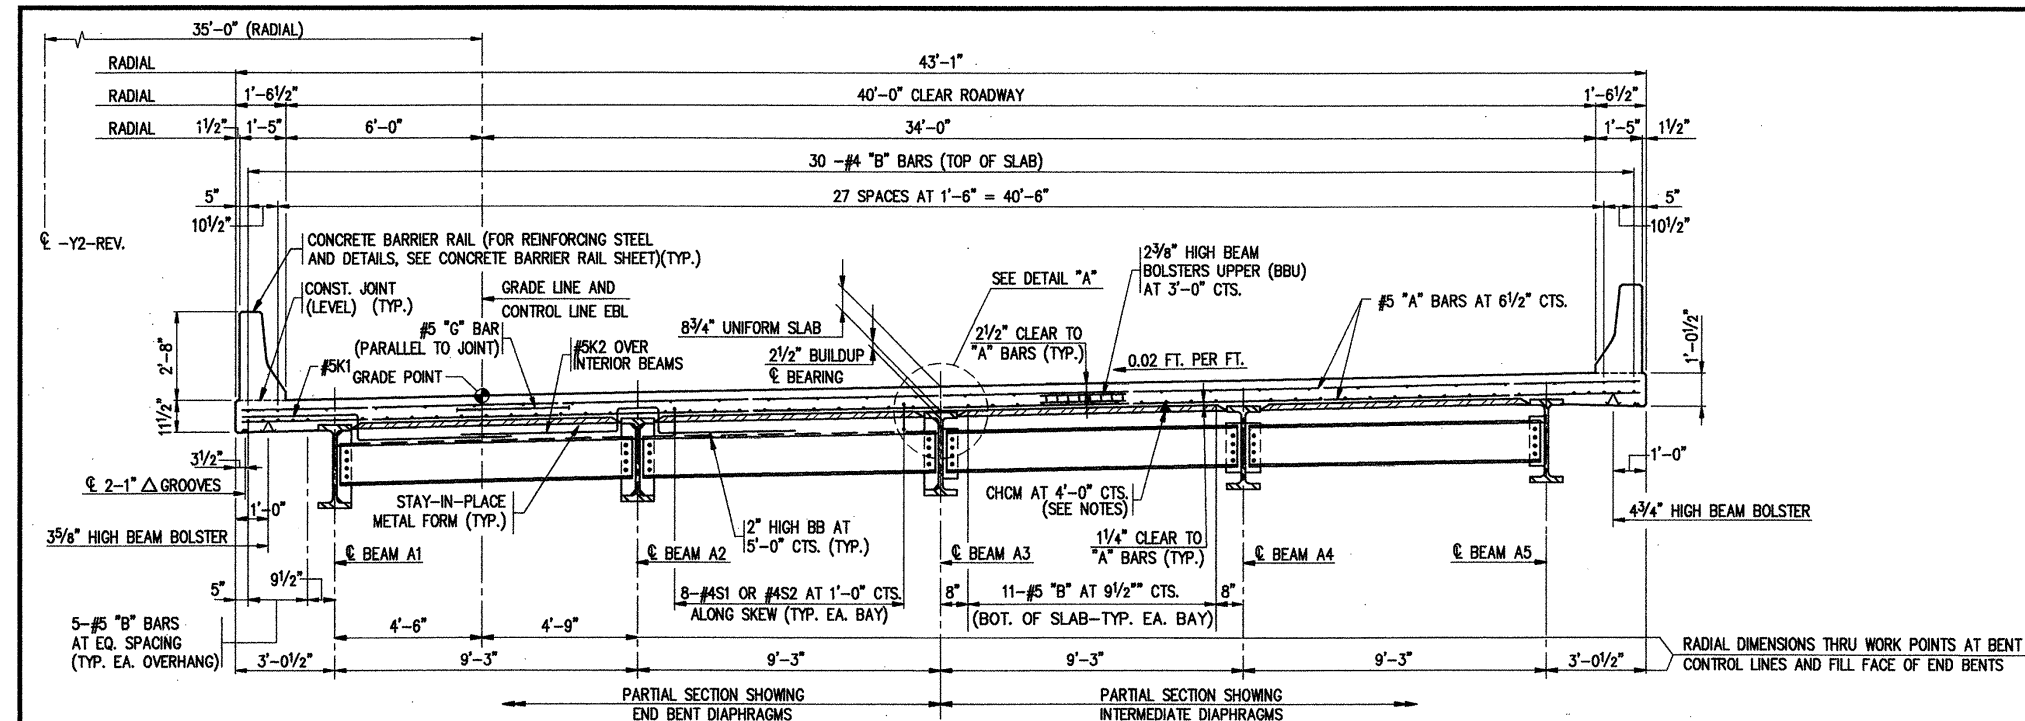 35'-0" (RADIAL)
RADIAL
43'-1"
RADIAL
1'-6½"
40'-0" CLEAR ROADWAY
1'-6½"
RADIAL
1½"
1'-5"
6'-0"
34'-0"
1'-5"
1½"
30 -#4 "B" BARS (TOP OF SLAB)
5"
27 SPACES AT 1'-6" = 40'-6"
5"
10½"
10½"
℄ -Y2-REV.
CONCRETE BARRIER RAIL (FOR REINFORCING STEEL
AND DETAILS, SEE CONCRETE BARRIER RAIL SHEET)(TYP.)
CONST. JOINT
(LEVEL) (TYP.)
GRADE LINE AND
CONTROL LINE EBL
SEE DETAIL "A"
2⅜" HIGH BEAM
BOLSTERS UPPER (BBU)
AT 3'-0" CTS.
#5 "A" BARS AT 6½" CTS.
#5 "G" BAR
(PARALLEL TO JOINT)
#5K2 OVER
INTERIOR BEAMS
8¾" UNIFORM SLAB
2½" BUILDUP
℄ BEARING
2½" CLEAR TO
"A" BARS (TYP.)
0.02 FT. PER FT.
2'-8"
#5K1
GRADE POINT
1'-0½"
11½"
3½"
℄ 2-1" △ GROOVES
1'-0"
3⅝" HIGH BEAM BOLSTER
STAY-IN-PLACE
METAL FORM (TYP.)
2" HIGH BB AT
5'-0" CTS. (TYP.)
CHCM AT 4'-0" CTS.
(SEE NOTES)
1¼" CLEAR TO
"A" BARS (TYP.)
1'-0"
4¾" HIGH BEAM BOLSTER
℄ BEAM A1
℄ BEAM A2
℄ BEAM A3
℄ BEAM A4
℄ BEAM A5
5"
9½"
8-#4S1 OR #4S2 AT 1'-0" CTS.
ALONG SKEW (TYP. EA. BAY)
8"
11-#5 "B" AT 9½"" CTS.
(BOT. OF SLAB-TYP. EA. BAY)
8"
5-#5 "B" BARS
AT EQ. SPACING
(TYP. EA. OVERHANG)
4'-6"
4'-9"
3'-0½"
9'-3"
9'-3"
9'-3"
9'-3"
3'-0½"
RADIAL DIMENSIONS THRU WORK POINTS AT BENT
CONTROL LINES AND FILL FACE OF END BENTS
PARTIAL SECTION SHOWING
END BENT DIAPHRAGMS
PARTIAL SECTION SHOWING
INTERMEDIATE DIAPHRAGMS